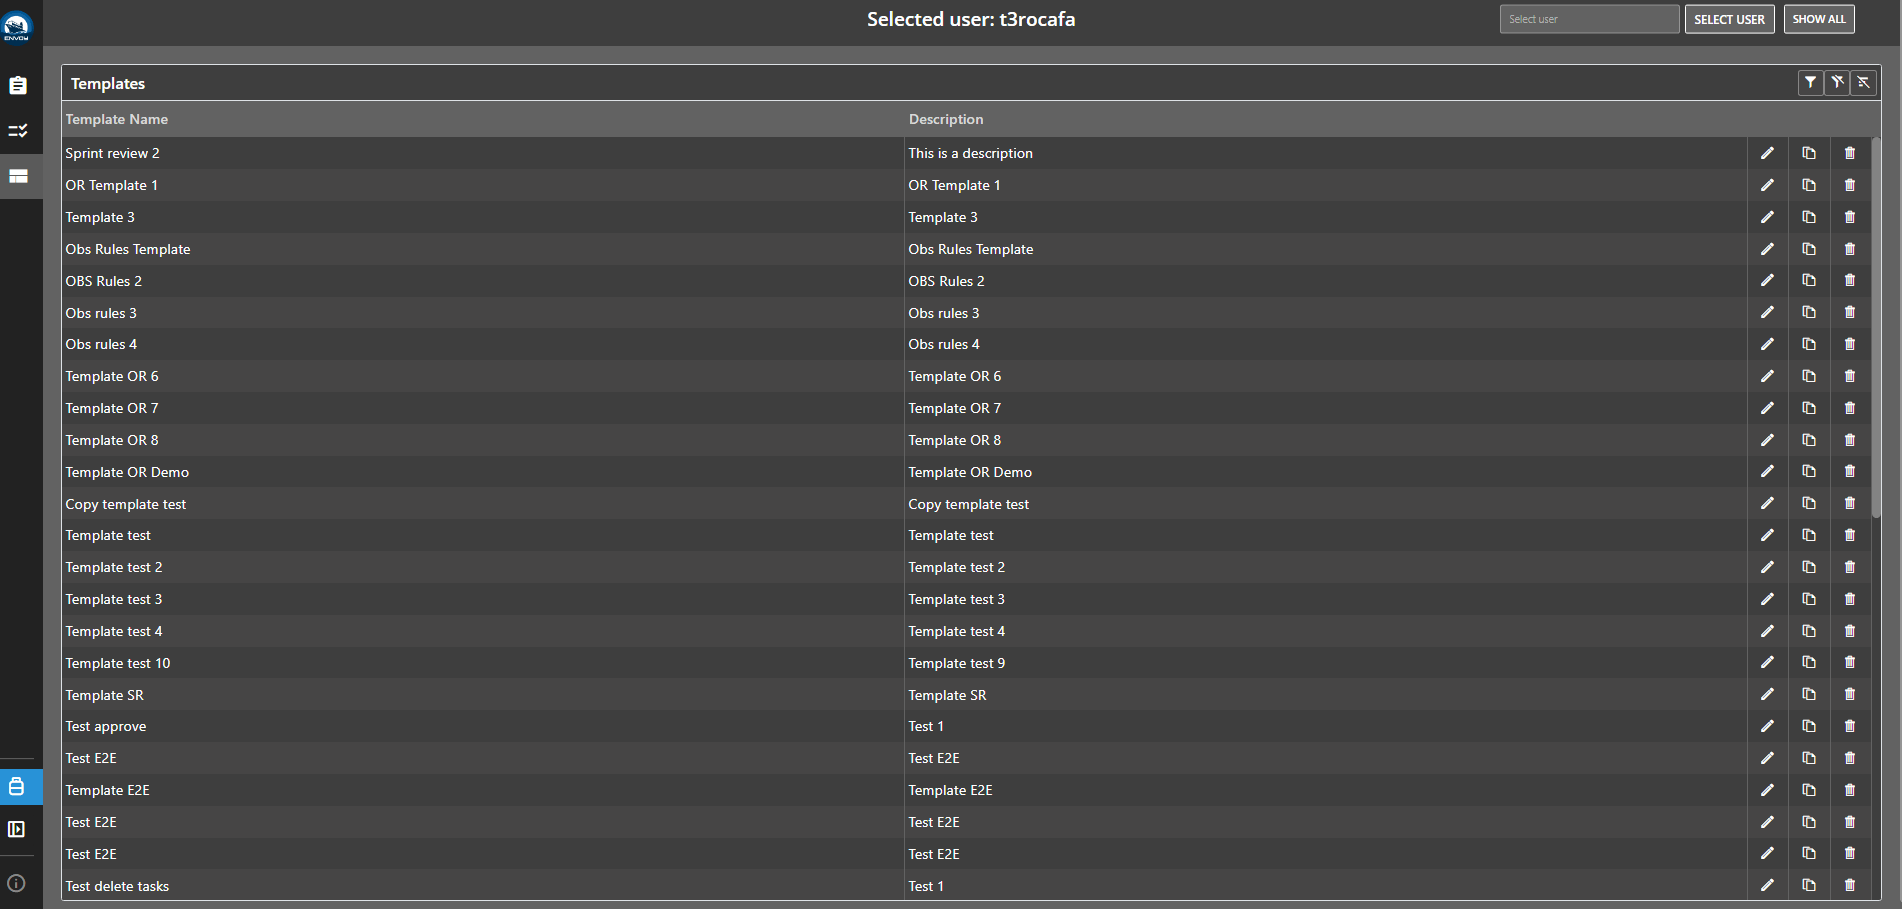 ENVOY
Selected user: t3rocafa
Select user
SELECT USER
SHOW ALL
Templates
Template Name Description
Sprint review 2 This is a description
OR Template 1 OR Template 1
Template 3 Template 3
Obs Rules Template Obs Rules Template
OBS Rules 2 OBS Rules 2
Obs rules 3 Obs rules 3
Obs rules 4 Obs rules 4
Template OR 6 Template OR 6
Template OR 7 Template OR 7
Template OR 8 Template OR 8
Template OR Demo Template OR Demo
Copy template test Copy template test
Template test Template test
Template test 2 Template test 2
Template test 3 Template test 3
Template test 4 Template test 4
Template test 10 Template test 9
Template SR Template SR
Test approve Test 1
Test E2E Test E2E
Template E2E Template E2E
Test E2E Test E2E
Test E2E Test E2E
Test delete tasks Test 1